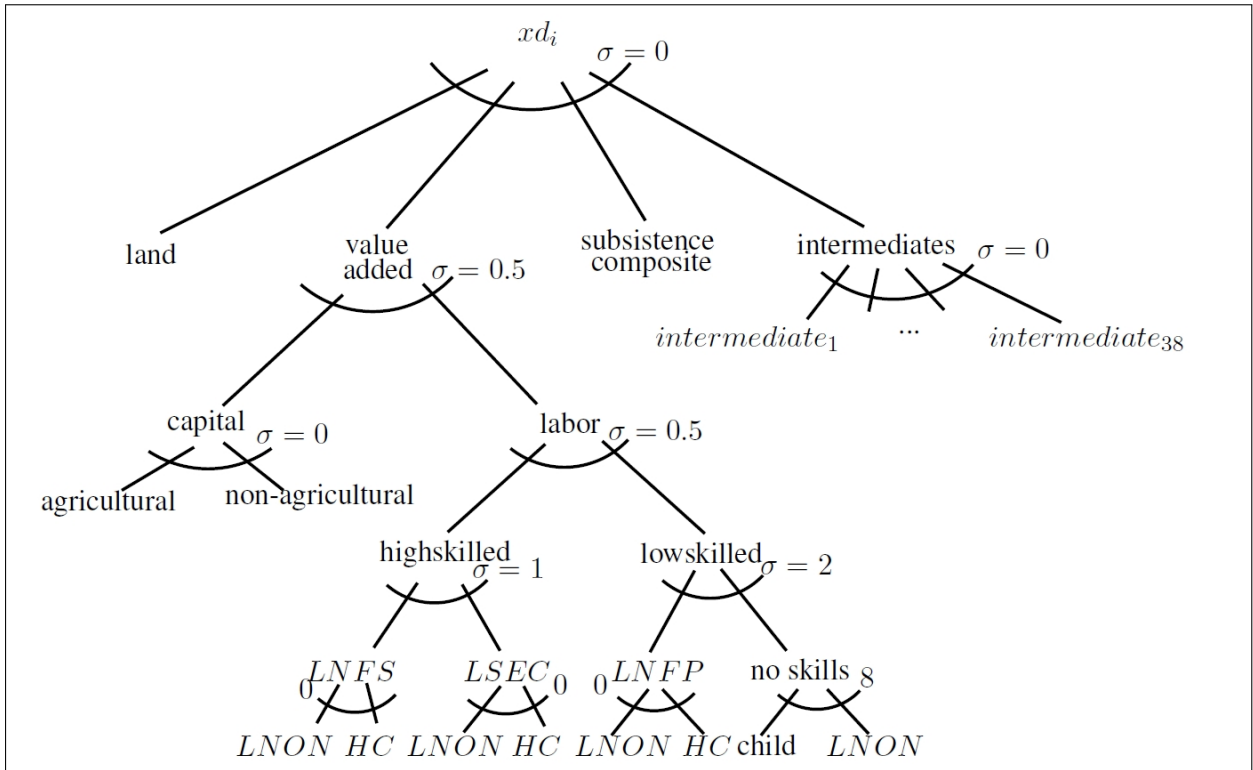 xd_i
σ = 0
land
value
added
σ = 0.5
subsistence
composite
intermediates
σ = 0
intermediate_1
...
intermediate_38
capital
σ = 0
labor
σ = 0.5
agricultural
non-agricultural
highskilled
σ = 1
lowskilled
σ = 2
LNFS
0
LSEC
0
LNFP
0
no skills
8
LNON HC LNON HC LNON HC child LNON